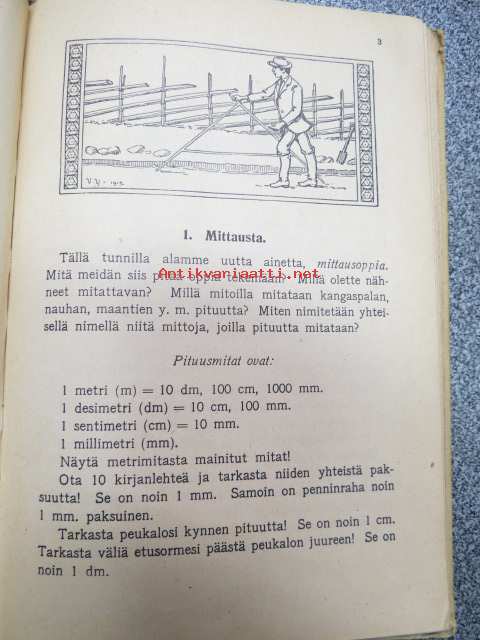 3
V.Y. - 1913
1. Mittausta.
Tällä tunnilla alamme uutta ainetta, mittausoppia.
Mitä meidän siis pitää oppia tekemään? Millä olette näh-
Antikvariaatti.net
neet mitattavan? Millä mitoilla mitataan kangaspalan,
nauhan, maantien y. m. pituutta? Miten nimitetään yhtei-
sellä nimellä niitä mittoja, joilla pituutta mitataan?
Pituusmitat ovat:
1 metri (m) = 10 dm, 100 cm, 1000 mm.
1 desimetri (dm) = 10 cm, 100 mm.
1 sentimetri (cm) = 10 mm.
1 millimetri (mm).
Näytä metrimitasta mainitut mitat!
Ota 10 kirjanlehteä ja tarkasta niiden yhteistä pak-
suutta! Se on noin 1 mm. Samoin on penninraha noin
1 mm. paksuinen.
Tarkasta peukalosi kynnen pituutta! Se on noin 1 cm.
Tarkasta väliä etusormesi päästä peukalon juureen! Se on
noin 1 dm.